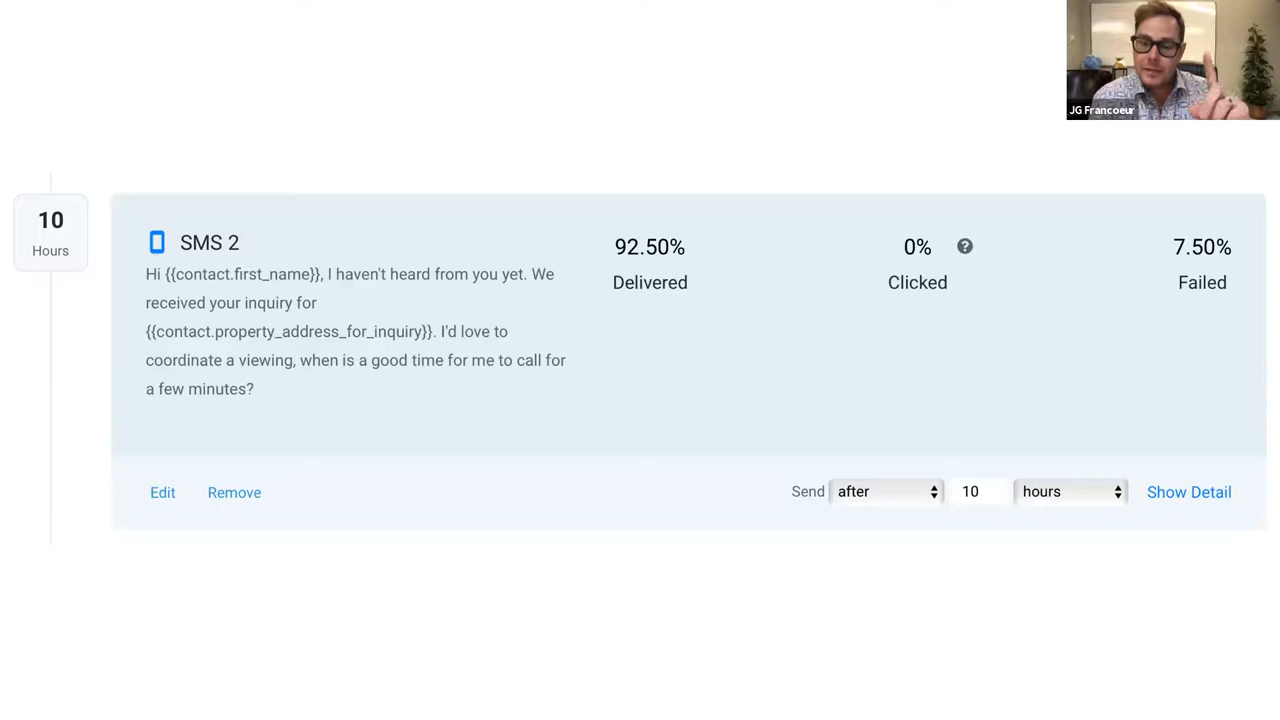 JG Francoeur
10
Hours
SMS 2
Hi {{contact.first_name}}, I haven't heard from you yet. We
received your inquiry for
{{contact.property_address_for_inquiry}}. I'd love to
coordinate a viewing, when is a good time for me to call for
a few minutes?
92.50%
Delivered
0% ?
Clicked
7.50%
Failed
Edit Remove
Send after 10 hours Show Detail